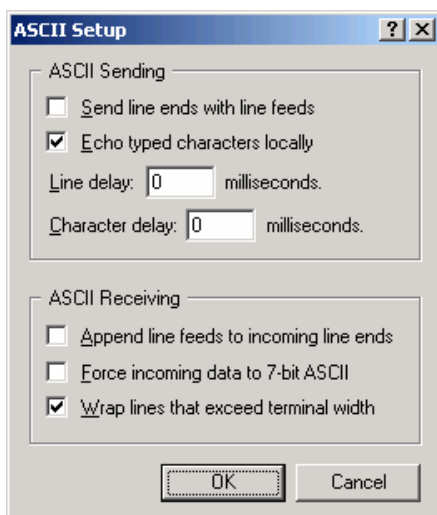 ASCII Setup
ASCII Sending
Send line ends with line feeds
Echo typed characters locally
Line delay: 0 milliseconds.
Character delay: 0 milliseconds.
ASCII Receiving
Append line feeds to incoming line ends
Force incoming data to 7-bit ASCII
Wrap lines that exceed terminal width
OK Cancel